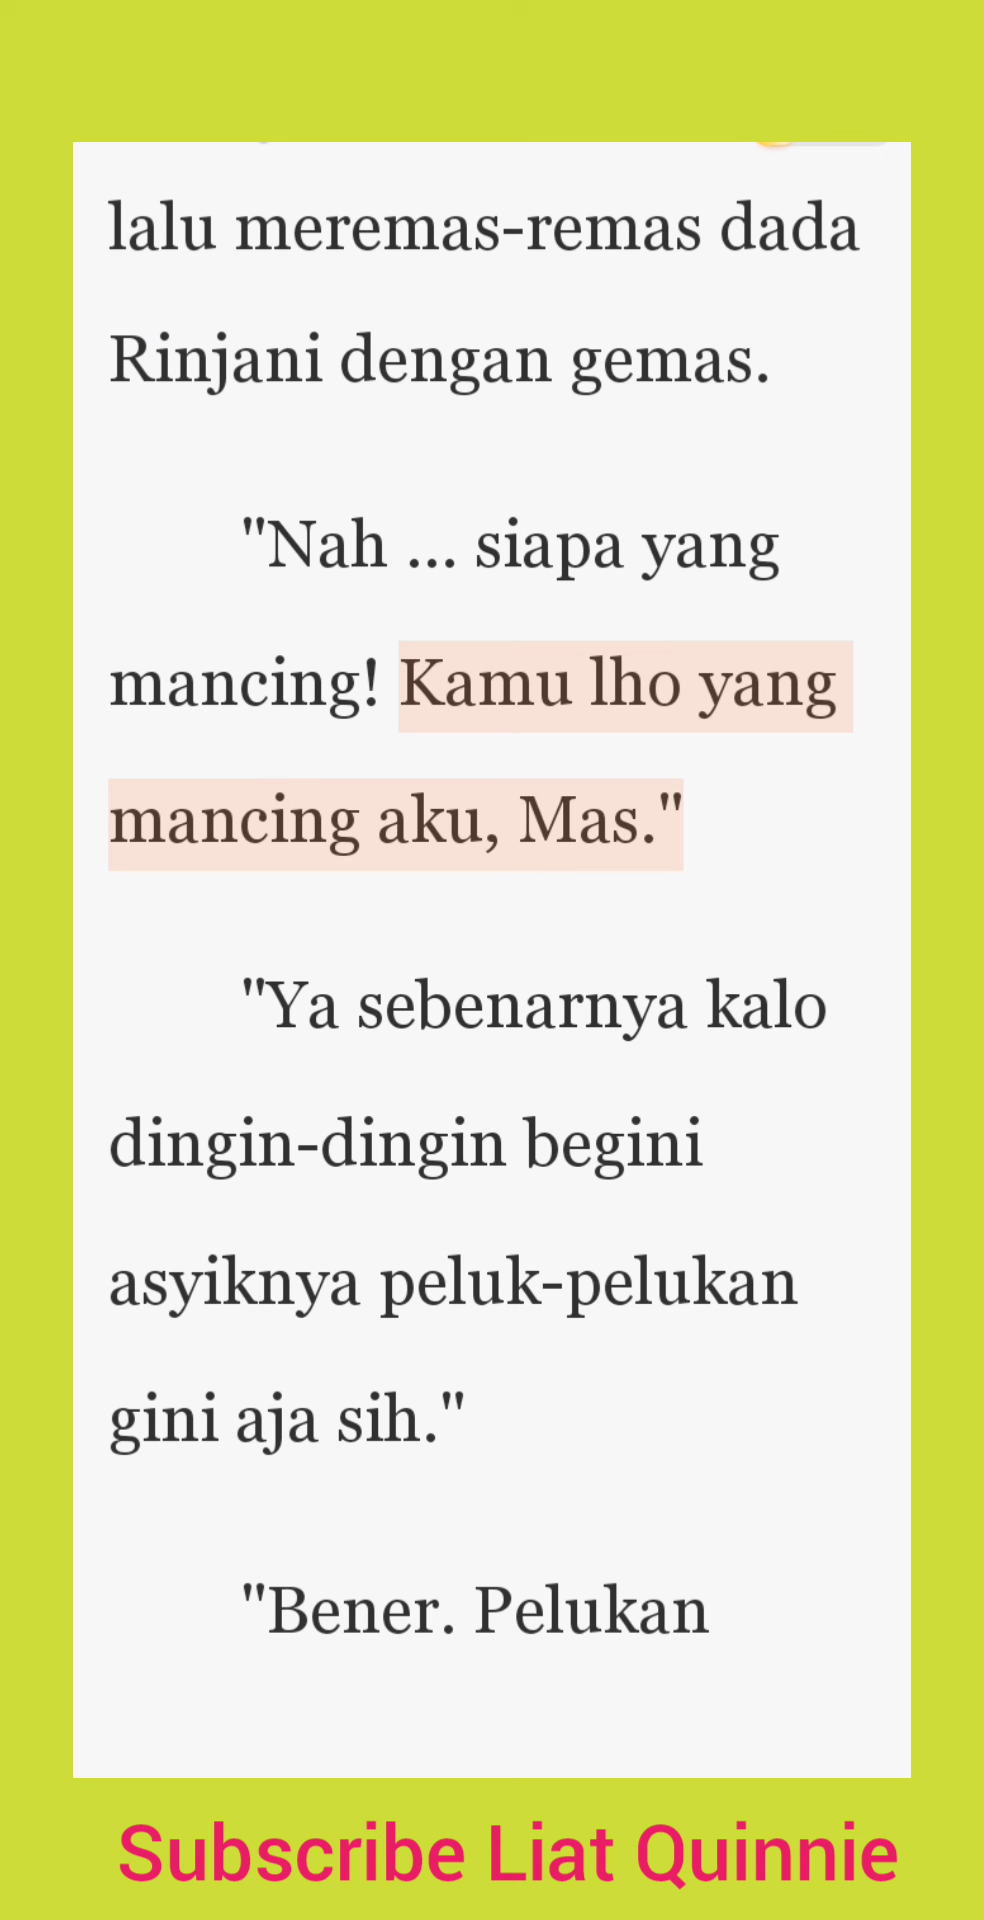 lalu meremas-remas dada
Rinjani dengan gemas.
"Nah ... siapa yang
mancing! Kamu lho yang
mancing aku, Mas."
"Ya sebenarnya kalo
dingin-dingin begini
asyiknya peluk-pelukan
gini aja sih."
"Bener. Pelukan
Subscribe Liat Quinnie